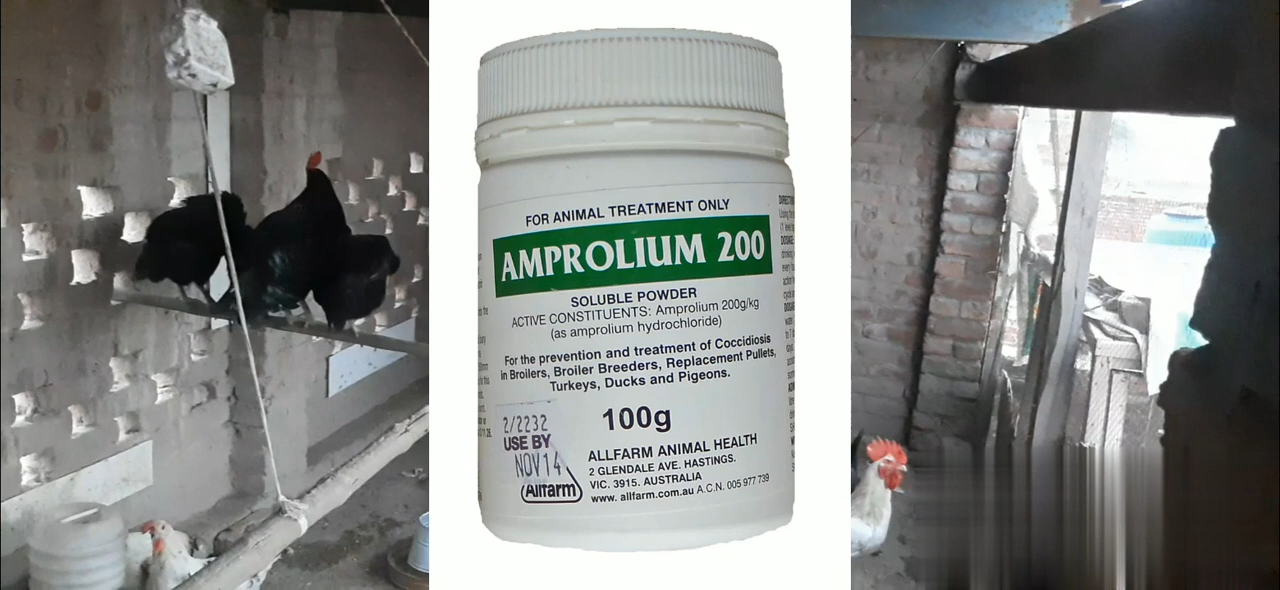 FOR ANIMAL TREATMENT ONLY
AMPROLIUM 200
SOLUBLE POWDER
ACTIVE CONSTITUENTS: Amprolium 200g/kg
(as amprolium hydrochloride)
For the prevention and treatment of Coccidiosis
in Broilers, Broiler Breeders, Replacement Pullets,
Turkeys, Ducks and Pigeons.
100g
2/2232
USE BY
NOV 14
Allfarm
ALLFARM ANIMAL HEALTH
2 GLENDALE AVE. HASTINGS.
VIC. 3915. AUSTRALIA
www. allfarm.com.au A.C.N. 005 977 739